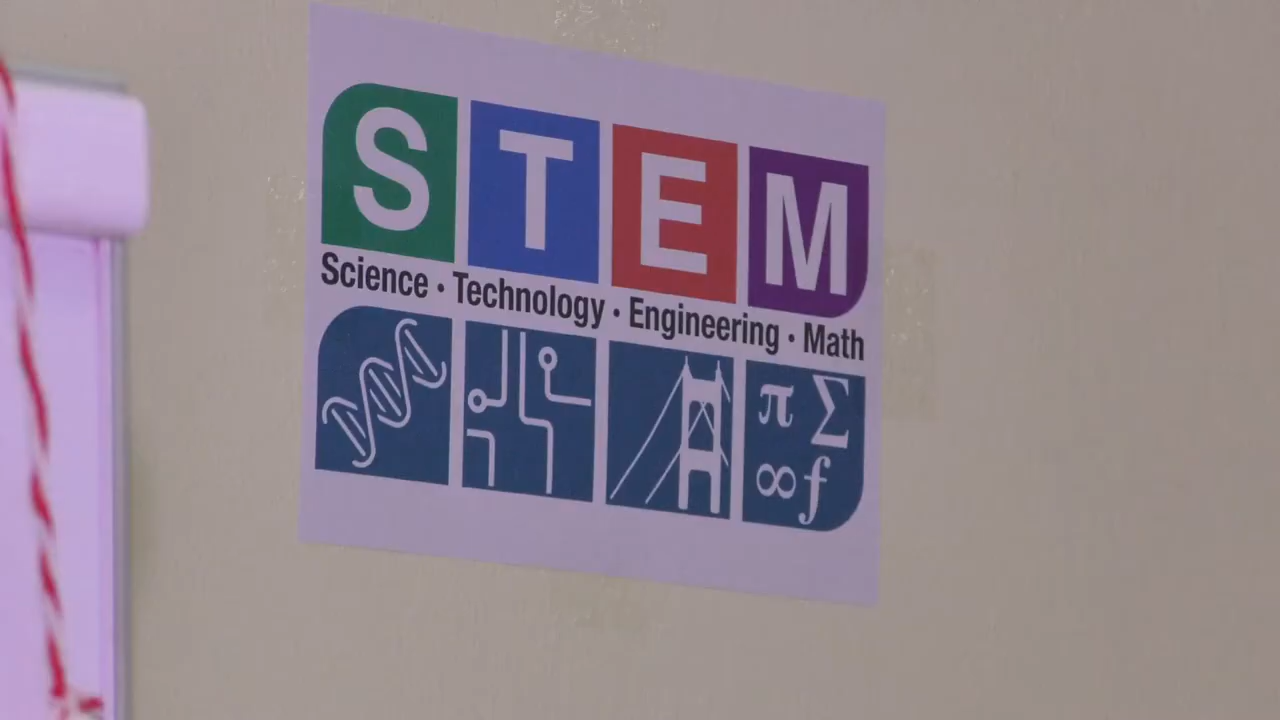 STEM
Science · Technology · Engineering · Math
π Σ
∞ f